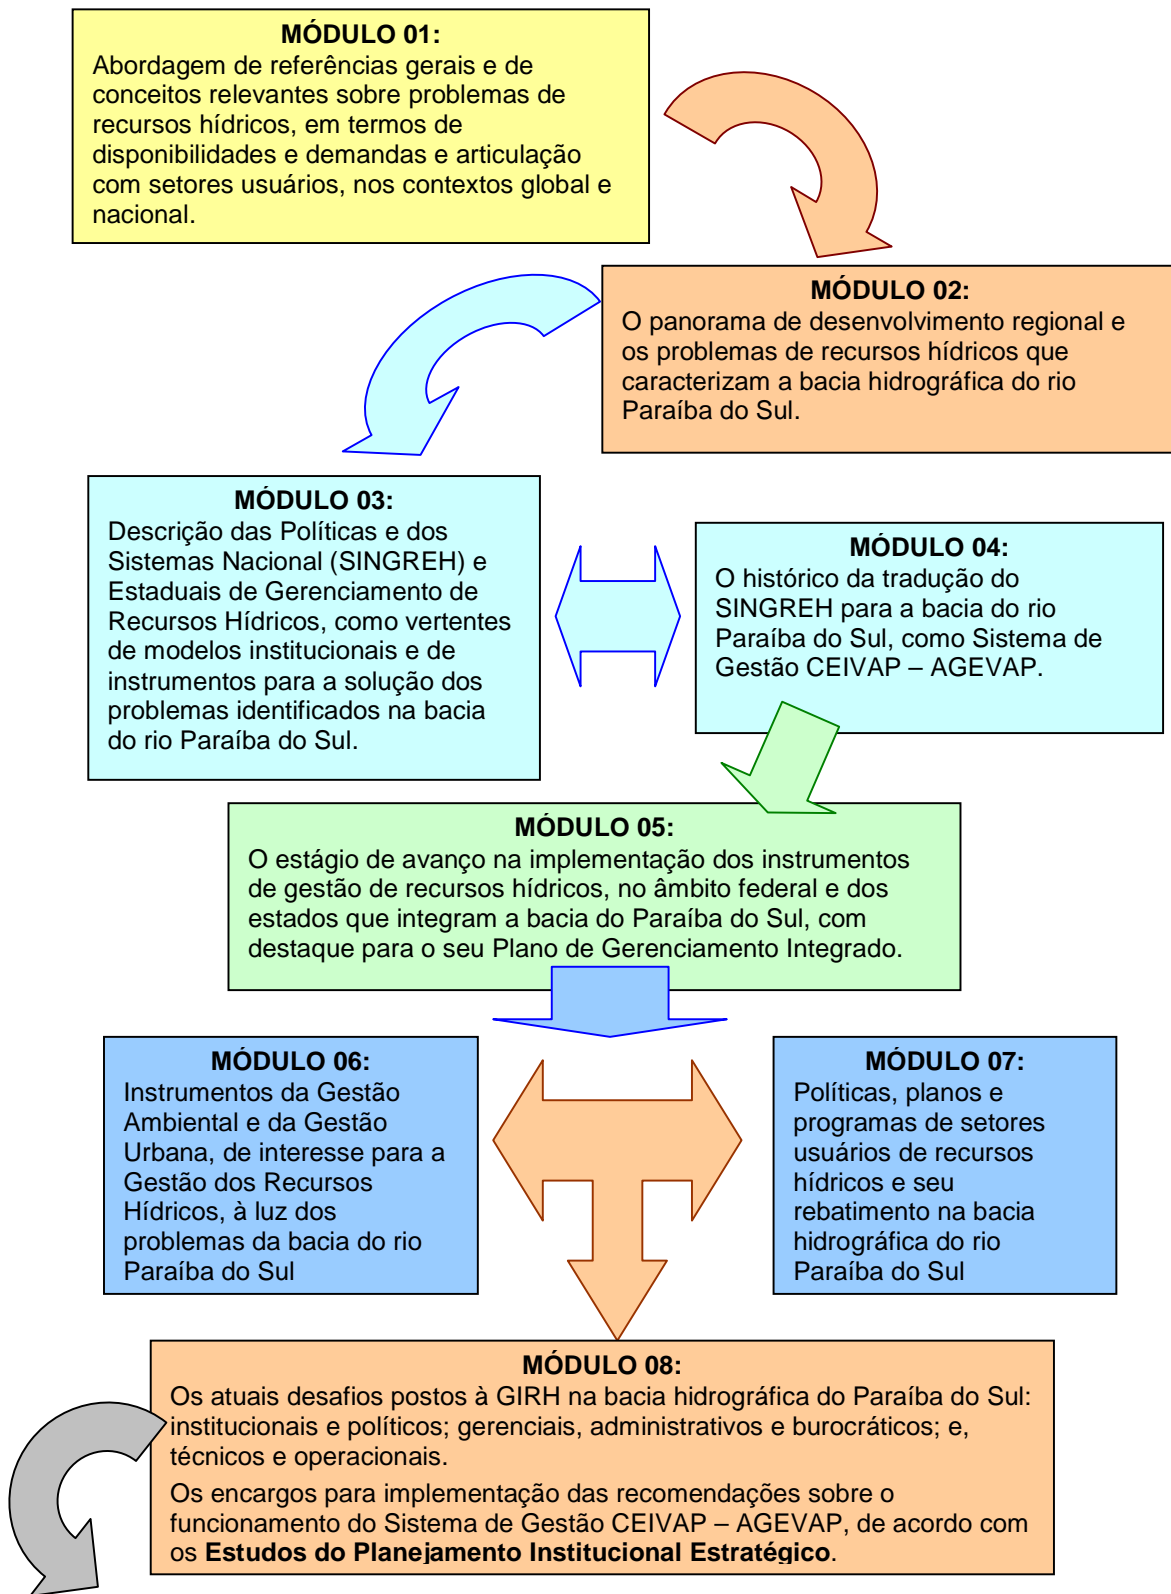 MÓDULO 01:
Abordagem de referências gerais e de
conceitos relevantes sobre problemas de
recursos hídricos, em termos de
disponibilidades e demandas e articulação
com setores usuários, nos contextos global e
nacional.
MÓDULO 02:
O panorama de desenvolvimento regional e
os problemas de recursos hídricos que
caracterizam a bacia hidrográfica do rio
Paraíba do Sul.
MÓDULO 03:
Descrição das Políticas e dos
Sistemas Nacional (SINGREH) e
Estaduais de Gerenciamento de
Recursos Hídricos, como vertentes
de modelos institucionais e de
instrumentos para a solução dos
problemas identificados na bacia
do rio Paraíba do Sul.
MÓDULO 04:
O histórico da tradução do
SINGREH para a bacia do rio
Paraíba do Sul, como Sistema de
Gestão CEIVAP – AGEVAP.
MÓDULO 05:
O estágio de avanço na implementação dos instrumentos
de gestão de recursos hídricos, no âmbito federal e dos
estados que integram a bacia do Paraíba do Sul, com
destaque para o seu Plano de Gerenciamento Integrado.
MÓDULO 06:
Instrumentos da Gestão
Ambiental e da Gestão
Urbana, de interesse para a
Gestão dos Recursos
Hídricos, à luz dos
problemas da bacia do rio
Paraíba do Sul
MÓDULO 07:
Políticas, planos e
programas de setores
usuários de recursos
hídricos e seu
rebatimento na bacia
hidrográfica do rio
Paraíba do Sul
MÓDULO 08:
Os atuais desafios postos à GIRH na bacia hidrográfica do Paraíba do Sul:
institucionais e políticos; gerenciais, administrativos e burocráticos; e,
técnicos e operacionais.
Os encargos para implementação das recomendações sobre o
funcionamento do Sistema de Gestão CEIVAP – AGEVAP, de acordo com
os Estudos do Planejamento Institucional Estratégico.